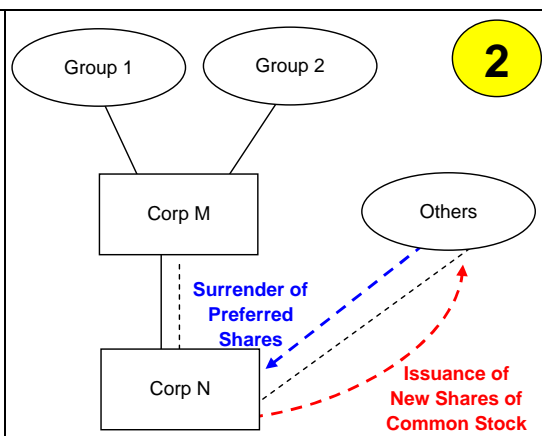 Group 1
Group 2
2
Corp M
Others
Surrender of
Preferred
Shares
Corp N
Issuance of
New Shares of
Common Stock